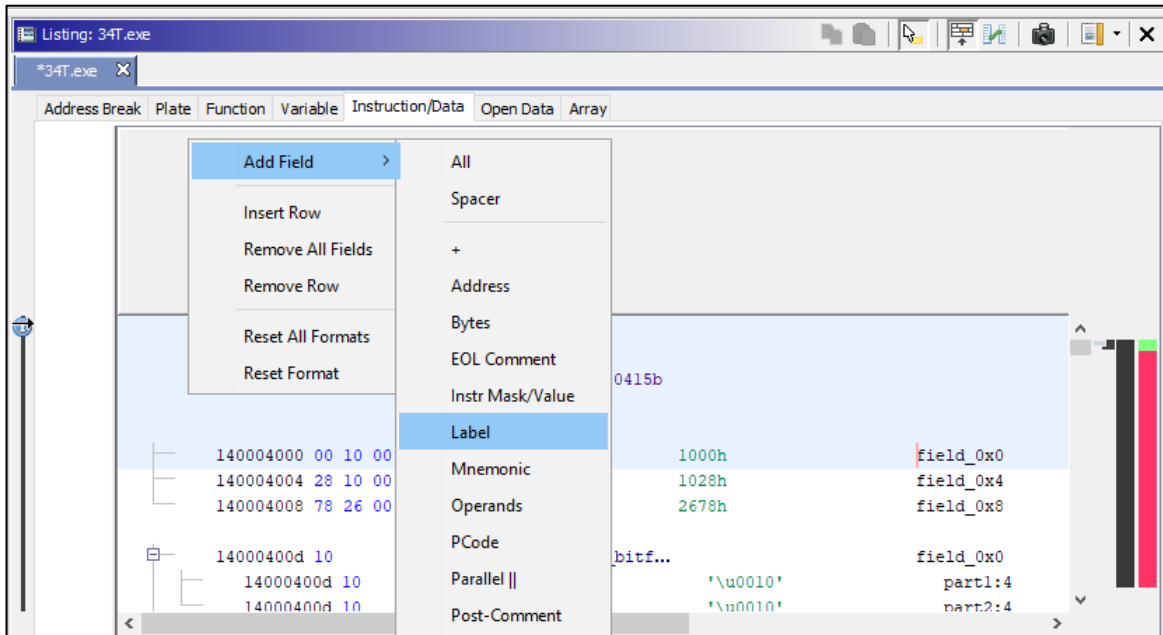 Listing: 34T.exe
*34T.exe
Address Break Plate Function Variable Instruction/Data Open Data Array
Add Field
Insert Row
Remove All Fields
Remove Row
Reset All Formats
Reset Format
All
Spacer
+
Address
Bytes
EOL Comment
Instr Mask/Value
Label
Mnemonic
Operands
PCode
Parallel ||
Post-Comment
0415b
140004000 00 10 00 1000h field_0x0
140004004 28 10 00 1028h field_0x4
140004008 78 26 00 2678h field_0x8
14000400d 10 _bitf... field_0x0
14000400d 10 '\u0010' part1:4
14000400d 10 '\u0010' part2:4